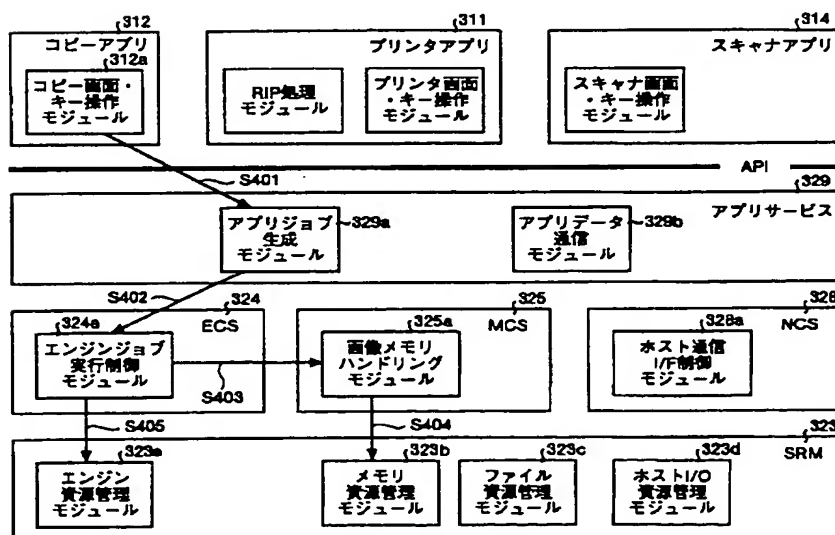 312
コピーアプリ
312a
コピー画面・
キー操作
モジュール
311
プリンタアプリ
RIP処理
モジュール
プリンタ画面
・キー操作
モジュール
314
スキャナアプリ
スキャナ画面
・キー操作
モジュール
API
S401
329
アプリサービス
アプリジョブ
生成
モジュール
329a
アプリデータ
通信
モジュール
329b
S402
324
ECS
324a
エンジンジョブ
実行制御
モジュール
S403
325
MCS
325a
画像メモリ
ハンドリング
モジュール
328
NCS
328a
ホスト通信
I/F制御
モジュール
S405
S404
323
SRM
323a
エンジン
資源管理
モジュール
323b
メモリ
資源管理
モジュール
323c
ファイル
資源管理
モジュール
323d
ホストI/O
資源管理
モジュール